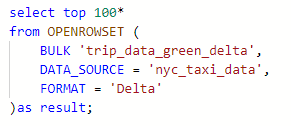 select top 100*
from OPENROWSET (
    BULK 'trip_data_green_delta',
    DATA_SOURCE = 'nyc_taxi_data',
    FORMAT = 'Delta'
)as result;